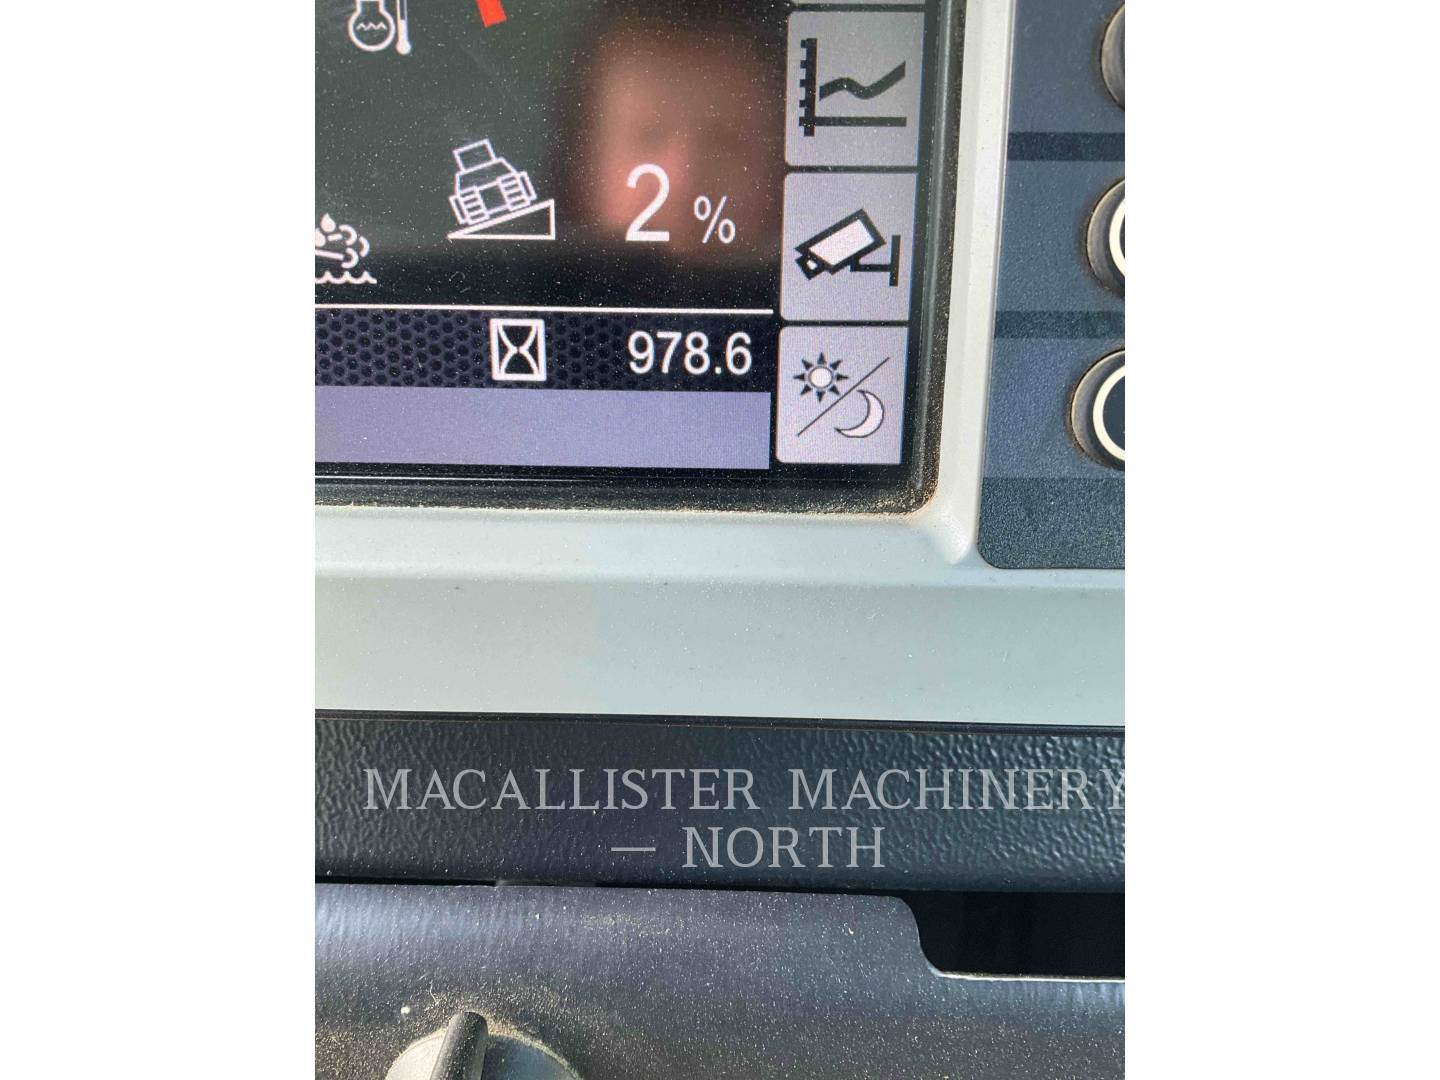 2 %
978.6
MACALLISTER MACHINERY
— NORTH